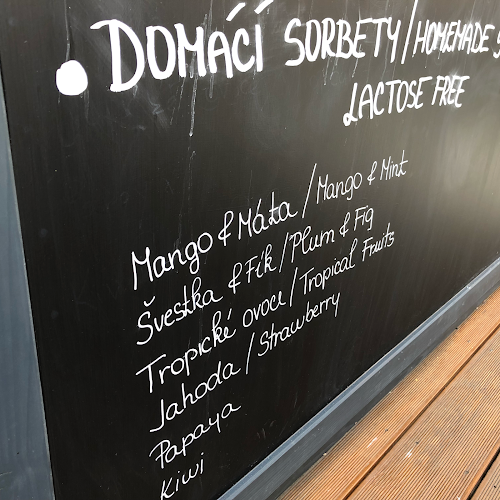 • DOMÁCÍ SORBETY/HOMEMADE
LACTOSE FREE
Mango & Máta / Mango & Mint
Švestka & Fík / Plum & Fig
Tropické ovoce / Tropical Fruits
Jahoda / Strawberry
Papaya
Kiwi